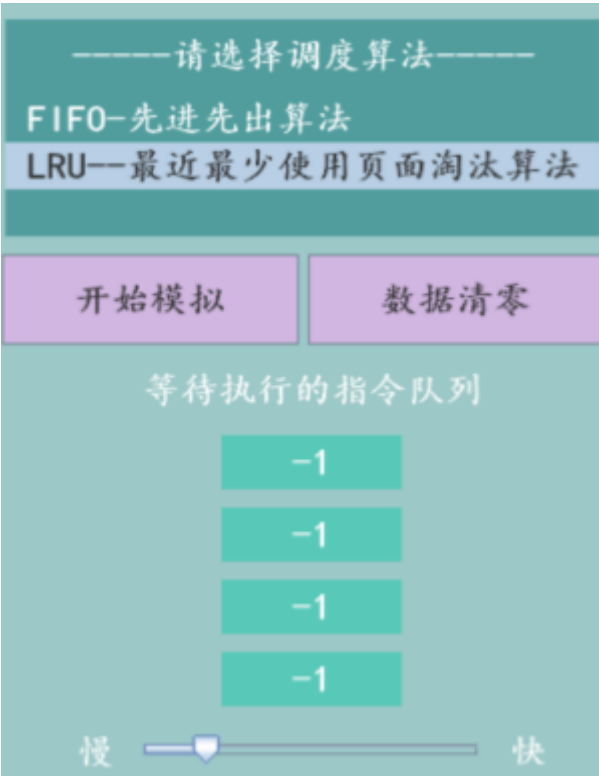 -----请选择调度算法-----
FIFO-先进先出算法
LRU--最近最少使用页面淘汰算法
开始模拟 数据清零
等待执行的指令队列
-1
-1
-1
-1
慢 快